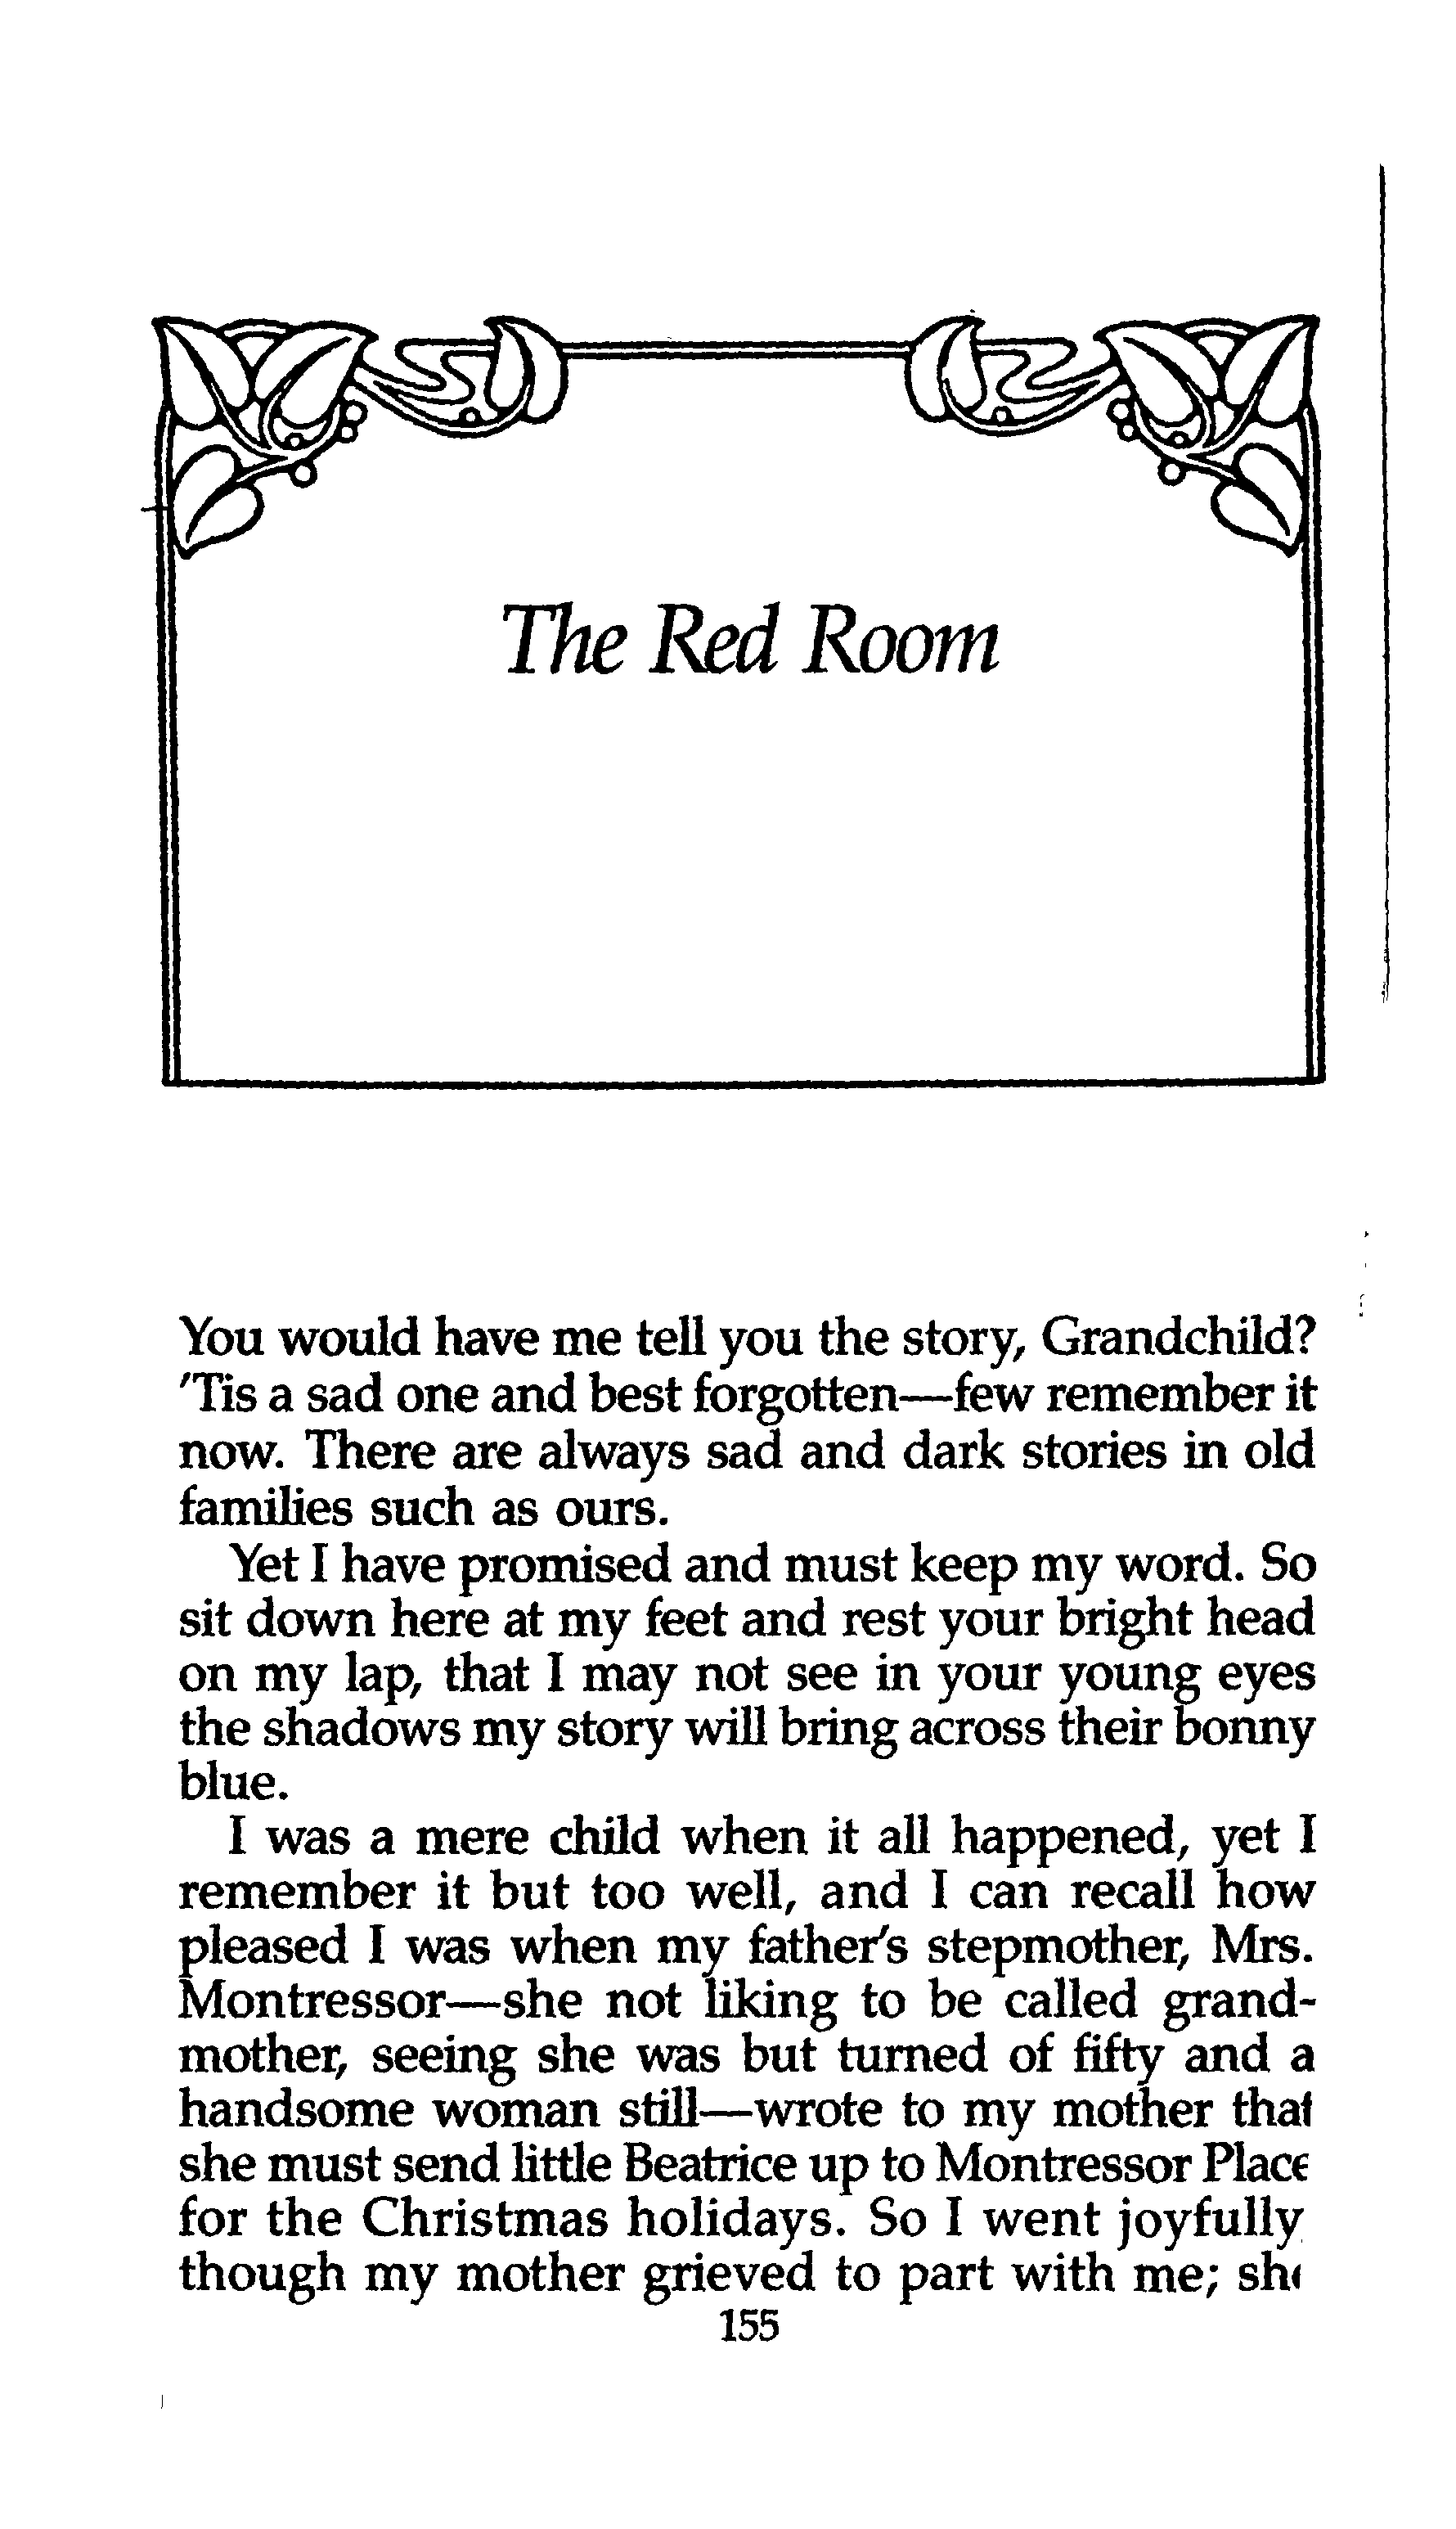 The Red Room
You would have me tell you the story, Grandchild?
'Tis a sad one and best forgotten—few remember it
now. There are always sad and dark stories in old
families such as ours.
Yet I have promised and must keep my word. So
sit down here at my feet and rest your bright head
on my lap, that I may not see in your young eyes
the shadows my story will bring across their bonny
blue.
I was a mere child when it all happened, yet I
remember it but too well, and I can recall how
pleased I was when my father's stepmother, Mrs.
Montressor—she not liking to be called grand-
mother, seeing she was but turned of fifty and a
handsome woman still—wrote to my mother that
she must send little Beatrice up to Montressor Place
for the Christmas holidays. So I went joyfully
though my mother grieved to part with me; she
155